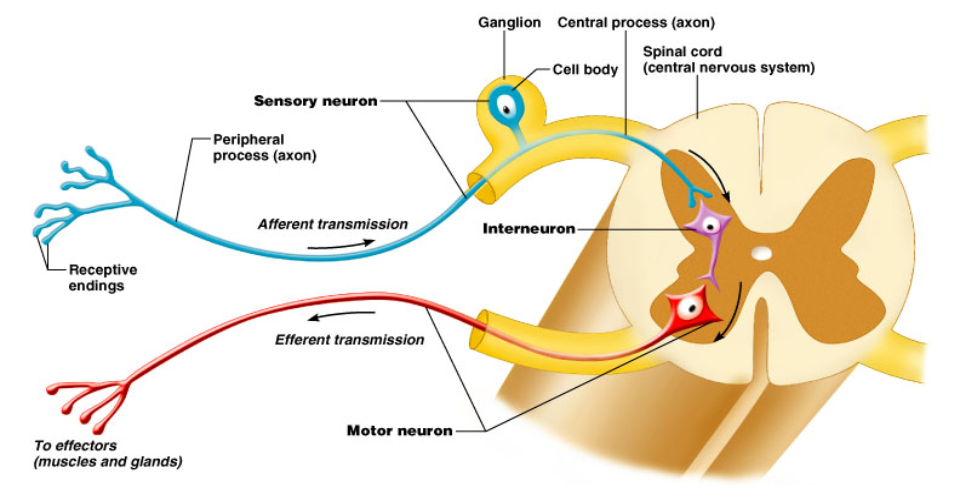 Ganglion
Central process (axon)
Spinal cord
(central nervous system)
Cell body
Sensory neuron
Peripheral
process (axon)
Afferent transmission
Interneuron
Receptive
endings
Efferent transmission
Motor neuron
To effectors
(muscles and glands)